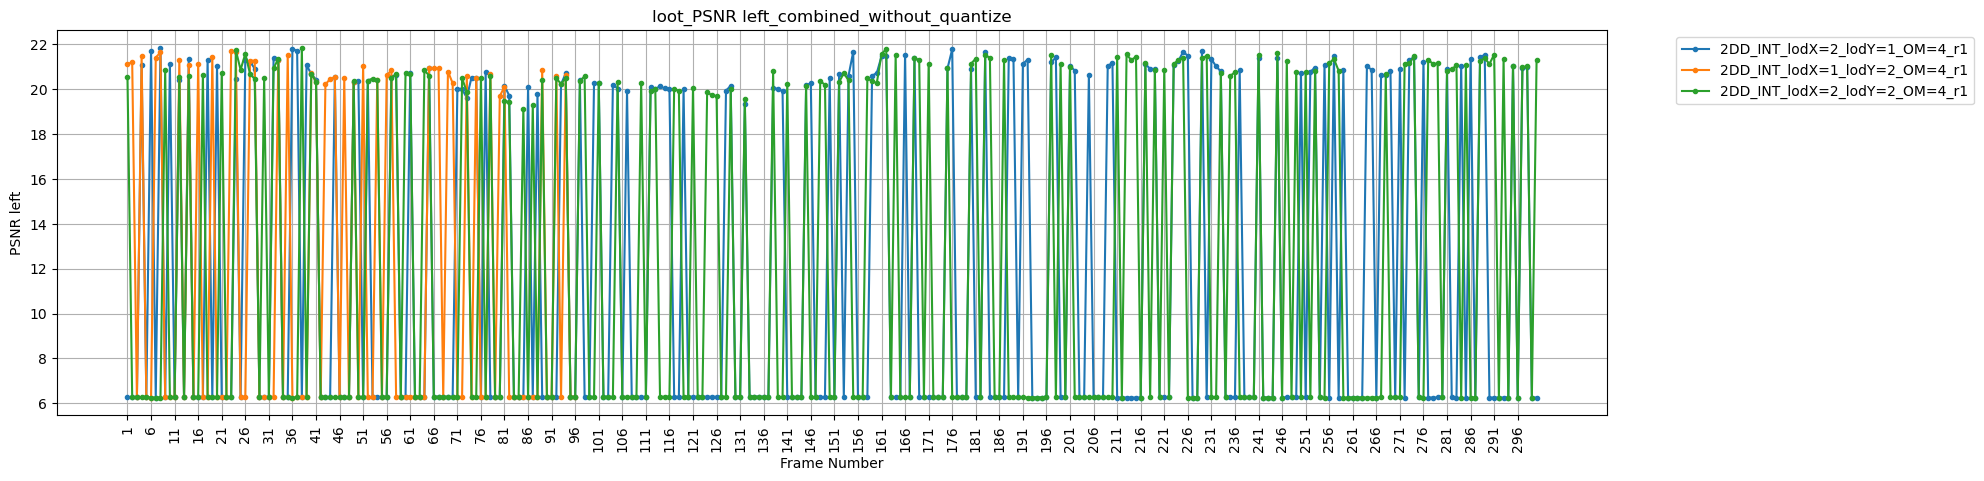 loot_PSNR left_combined_without_quantize
2DD_INT_lodX=2_lodY=1_OM=4_r1
2DD_INT_lodX=1_lodY=2_OM=4_r1
2DD_INT_lodX=2_lodY=2_OM=4_r1
PSNR left
22
20
18
16
14
12
10
8
6
1 6 11 16 21 26 31 36 41 46 51 56 61 66 71 76 81 86 91 96 101 106 111 116 121 126 131 136 141 146 151 156 161 166 171 176 181 186 191 196 201 206 211 216 221 226 231 236 241 246 251 256 261 266 271 276 281 286 291 296
Frame Number